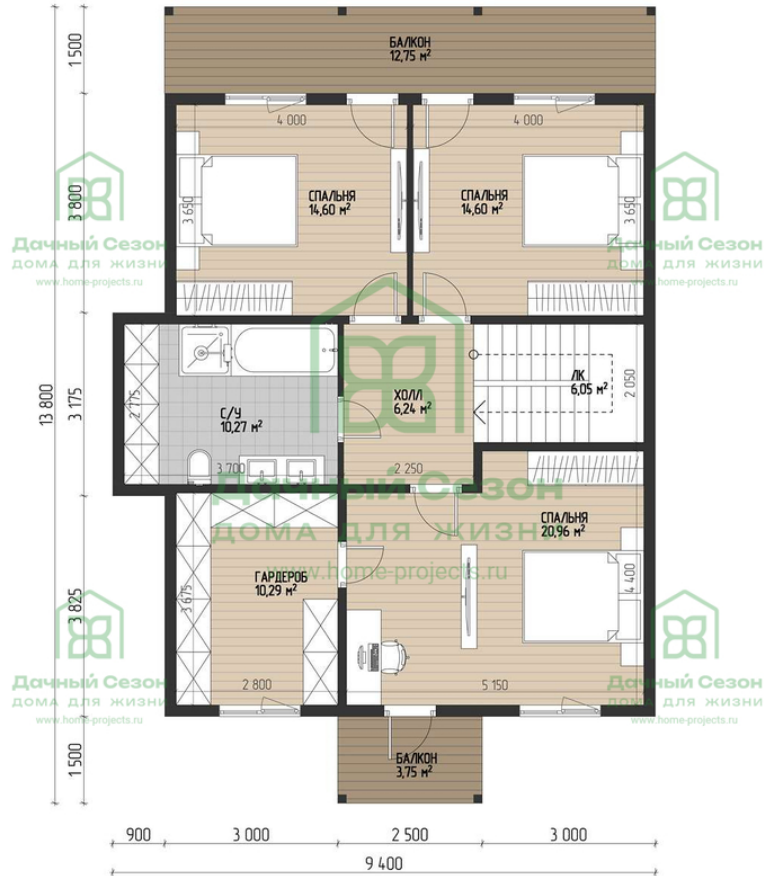 1 500
БАЛКОН
12,75 м²
4 000
4 000
3 800
3 650
СПАЛЬНЯ
14,60 м²
СПАЛЬНЯ
14,60 м²
3 650
Дачный Сезон
ДОМА ДЛЯ ЖИЗНИ
www.home-projects.ru
Дачный Сезон
ДОМА ДЛЯ ЖИЗНИ
www.home-projects.ru
13 800
3 175
2 775
С/У
10,27 м²
3 700
ХОЛЛ
6,24 м²
2 250
ЛК
6,05 м²
2 050
Дачный Сезон
ДОМА ДЛЯ ЖИЗНИ
www.home-projects.ru
СПАЛЬНЯ
20,96 м²
3 825
3 675
ГАРДЕРОБ
10,29 м²
4 400
2 800
5 150
Дачный Сезон
ДОМА ДЛЯ ЖИЗНИ
www.home-projects.ru
Дачный Сезон
ДОМА ДЛЯ ЖИЗНИ
www.home-projects.ru
1 500
БАЛКОН
3,75 м²
900
3 000
2 500
3 000
9 400